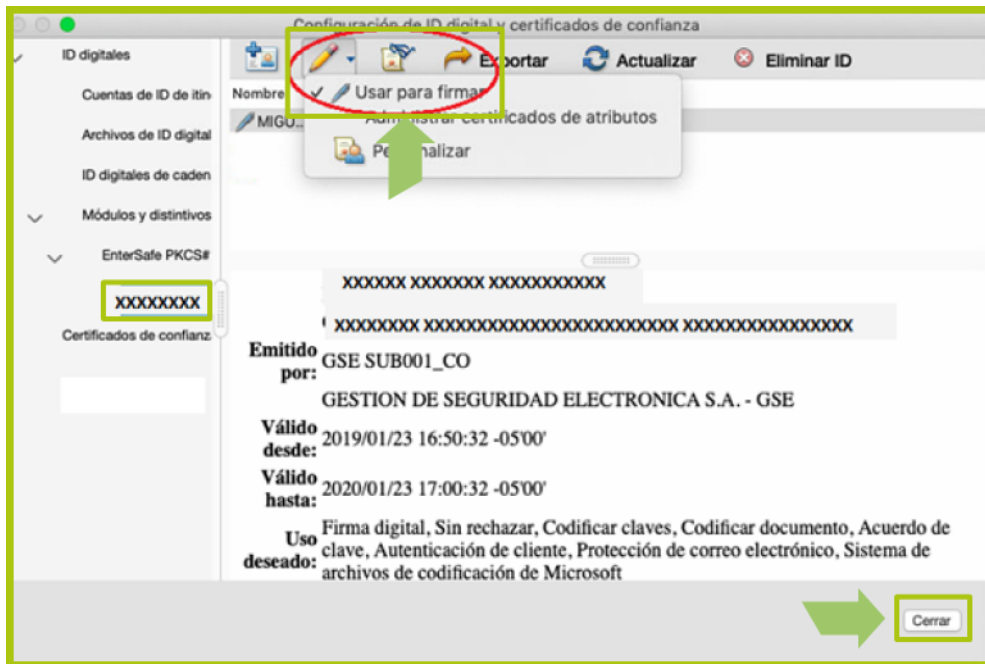 Configuración de ID digital y certificados de confianza
ID digitales
Exportar
Actualizar
Eliminar ID
Cuentas de ID de itin
Nombre
Usar para firmar
MIGU...
Administrar certificados de atributos
Archivos de ID digital
Personalizar
ID digitales de caden
Módulos y distintivos
EnterSafe PKCS#
XXXXXXXX
Certificados de confianz
XXXXXX XXXXXXX XXXXXXXXXXX
XXXXXXXX XXXXXXXXXXXXXXXXXXXXXXXX XXXXXXXXXXXXXXXX
Emitido por: GSE SUB001_CO
GESTION DE SEGURIDAD ELECTRONICA S.A. - GSE
Válido desde: 2019/01/23 16:50:32 -05'00'
Válido hasta: 2020/01/23 17:00:32 -05'00'
Uso deseado: Firma digital, Sin rechazar, Codificar claves, Codificar documento, Acuerdo de
clave, Autenticación de cliente, Protección de correo electrónico, Sistema de
archivos de codificación de Microsoft
Cerrar